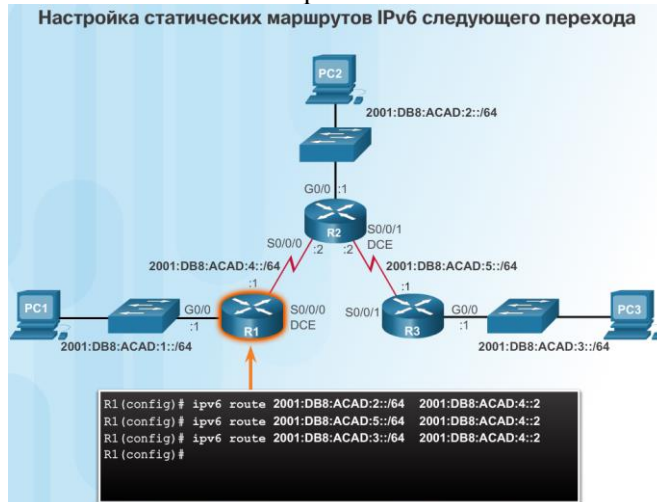 Настройка статических маршрутов IPv6 следующего перехода
PC2
2001:DB8:ACAD:2::/64
G0/0 :1
R2
S0/0/0 :2
:2 S0/0/1
DCE
2001:DB8:ACAD:4::/64
2001:DB8:ACAD:5::/64
:1
:1
PC1
G0/0
:1
R1
S0/0/0
DCE
S0/0/1
R3
G0/0
:1
PC3
2001:DB8:ACAD:1::/64
2001:DB8:ACAD:3::/64
R1(config)# ipv6 route 2001:DB8:ACAD:2::/64 2001:DB8:ACAD:4::2
R1(config)# ipv6 route 2001:DB8:ACAD:5::/64 2001:DB8:ACAD:4::2
R1(config)# ipv6 route 2001:DB8:ACAD:3::/64 2001:DB8:ACAD:4::2
R1(config)#